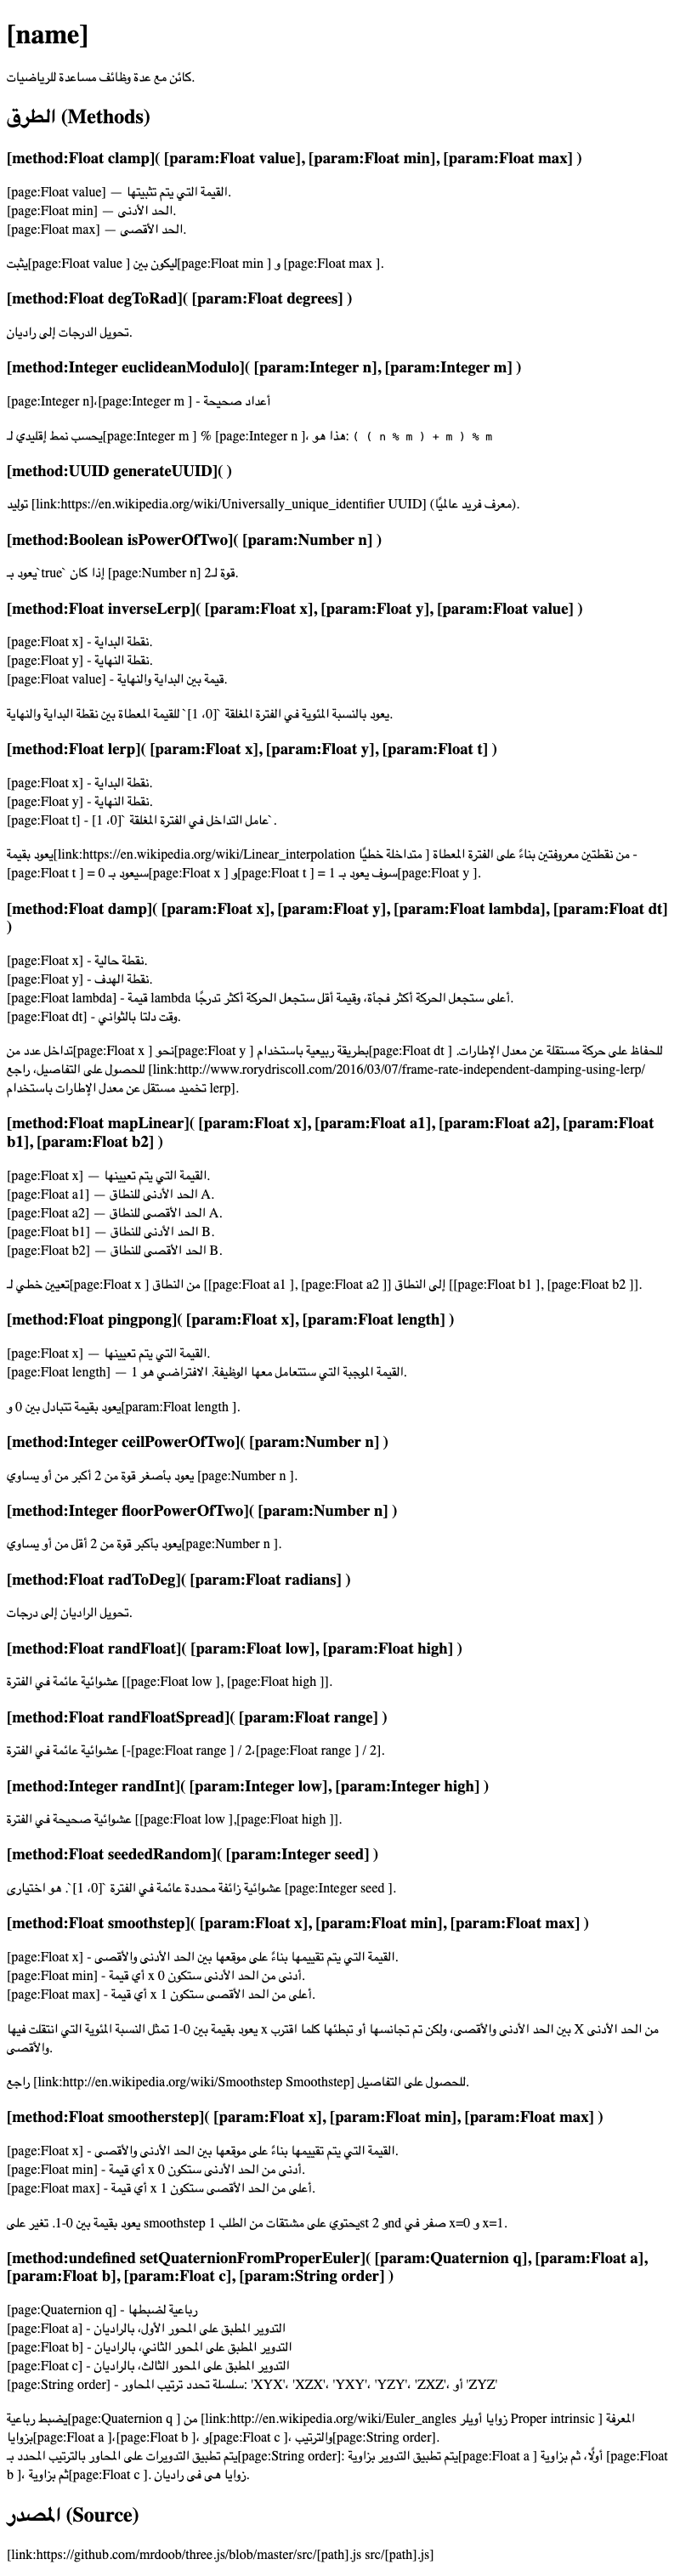 [name]
كائن مع عدة وظائف مساعدة للرياضيات.
الطرق (Methods)
[method:Float clamp]( [param:Float value], [param:Float min], [param:Float max] )
[page:Float value] — القيمة التي يتم تثبيتها.
[page:Float min] — الحد الأدنى.
[page:Float max] — الحد الأقصى.
يثبت[page:Float value ] ليكون بين[page:Float min ] و [page:Float max ].
[method:Float degToRad]( [param:Float degrees] )
تحويل الدرجات إلى راديان.
[method:Integer euclideanModulo]( [param:Integer n], [param:Integer m] )
[page:Integer n]،[page:Integer m ] - أعداد صحيحة
يحسب نمط إقليدي لـ[page:Integer m ] % [page:Integer n ]، هذا هو: ( ( n % m ) + m ) % m
[method:UUID generateUUID]( )
توليد [link:https://en.wikipedia.org/wiki/Universally_unique_identifier UUID] (معرف فريد عالميًا).
[method:Boolean isPowerOfTwo]( [param:Number n] )
يعود بـ`true` إذا كان [page:Number n] قوة لـ2.
[method:Float inverseLerp]( [param:Float x], [param:Float y], [param:Float value] )
[page:Float x] - نقطة البداية.
[page:Float y] - نقطة النهاية.
[page:Float value] - قيمة بين البداية والنهاية.
يعود بالنسبة المئوية في الفترة المغلقة `[0، 1]` للقيمة المعطاة بين نقطة البداية والنهاية.
[method:Float lerp]( [param:Float x], [param:Float y], [param:Float t] )
[page:Float x] - نقطة البداية.
[page:Float y] - نقطة النهاية.
[page:Float t] - عامل التداخل في الفترة المغلقة `[0، 1]`.
يعود بقيمة[link:https://en.wikipedia.org/wiki/Linear_interpolation متداخلة خطيًا ] من نقطتين معروفتين بناءً على الفترة المعطاة -
[page:Float t ] = 0 سيعود بـ[page:Float x ] و[page:Float t ] = 1 سوف يعود بـ[page:Float y ].
[method:Float damp]( [param:Float x], [param:Float y], [param:Float lambda], [param:Float dt]
)
[page:Float x] - نقطة حالية.
[page:Float y] - نقطة الهدف.
[page:Float lambda] - قيمة lambda أعلى ستجعل الحركة أكثر فجأة، وقيمة أقل ستجعل الحركة أكثر تدرجًا.
[page:Float dt] - وقت دلتا بالثواني.
تداخل عدد من[page:Float x ] نحو[page:Float y ] بطريقة ربيعية باستخدام[page:Float dt ] للحفاظ على حركة مستقلة عن معدل الإطارات.
للحصول على التفاصيل، راجع [link:http://www.rorydriscoll.com/2016/03/07/frame-rate-independent-damping-using-lerp/
تخميد مستقل عن معدل الإطارات باستخدام lerp].
[method:Float mapLinear]( [param:Float x], [param:Float a1], [param:Float a2], [param:Float
b1], [param:Float b2] )
[page:Float x] — القيمة التي يتم تعيينها.
[page:Float a1] — الحد الأدنى للنطاق A.
[page:Float a2] — الحد الأقصى للنطاق A.
[page:Float b1] — الحد الأدنى للنطاق B.
[page:Float b2] — الحد الأقصى للنطاق B.
تعيين خطي لـ[page:Float x ] من النطاق [[page:Float a1 ], [page:Float a2 ]] إلى النطاق [[page:Float b1 ], [page:Float b2 ]].
[method:Float pingpong]( [param:Float x], [param:Float length] )
[page:Float x] — القيمة التي يتم تعيينها.
[page:Float length] — القيمة الموجبة التي ستتعامل معها الوظيفة. الافتراضي هو 1.
يعود بقيمة تتبادل بين 0 و[param:Float length ].
[method:Integer ceilPowerOfTwo]( [param:Number n] )
يعود بأصغر قوة من 2 أكبر من أو يساوي [page:Number n ].
[method:Integer floorPowerOfTwo]( [param:Number n] )
يعود بأكبر قوة من 2 أقل من أو يساوي[page:Number n ].
[method:Float radToDeg]( [param:Float radians] )
تحويل الراديان إلى درجات.
[method:Float randFloat]( [param:Float low], [param:Float high] )
عشوائية عائمة في الفترة [[page:Float low ], [page:Float high ]].
[method:Float randFloatSpread]( [param:Float range] )
عشوائية عائمة في الفترة [-[page:Float range ] / 2،[page:Float range ] / 2].
[method:Integer randInt]( [param:Integer low], [param:Integer high] )
عشوائية صحيحة في الفترة [[page:Float low ],[page:Float high ]].
[method:Float seededRandom]( [param:Integer seed] )
عشوائية زائفة محددة عائمة في الفترة `[0، 1]`. هو اختيارى [page:Integer seed ].
[method:Float smoothstep]( [param:Float x], [param:Float min], [param:Float max] )
[page:Float x] - القيمة التي يتم تقييمها بناءً على موقعها بين الحد الأدنى والأقصى.
[page:Float min] - أي قيمة x أدنى من الحد الأدنى ستكون 0.
[page:Float max] - أي قيمة x أعلى من الحد الأقصى ستكون 1.
يعود بقيمة بين 0-1 تمثل النسبة المئوية التي انتقلت فيها x بين الحد الأدنى والأقصى، ولكن تم تجانسها أو تبطئها كلما اقترب X من الحد الأدنى
والأقصى.
راجع [link:http://en.wikipedia.org/wiki/Smoothstep Smoothstep] للحصول على التفاصيل.
[method:Float smootherstep]( [param:Float x], [param:Float min], [param:Float max] )
[page:Float x] - القيمة التي يتم تقييمها بناءً على موقعها بين الحد الأدنى والأقصى.
[page:Float min] - أي قيمة x أدنى من الحد الأدنى ستكون 0.
[page:Float max] - أي قيمة x أعلى من الحد الأقصى ستكون 1.
يعود بقيمة بين 0-1. تغير على smoothstep يحتوي على مشتقات من الطلب 1st و 2nd صفر في x=0 و x=1.
[method:undefined setQuaternionFromProperEuler]( [param:Quaternion q], [param:Float a],
[param:Float b], [param:Float c], [param:String order] )
[page:Quaternion q] - رباعية لضبطها
[page:Float a] - التدوير المطبق على المحور الأول، بالراديان
[page:Float b] - التدوير المطبق على المحور الثاني، بالراديان
[page:Float c] - التدوير المطبق على المحور الثالث، بالراديان
[page:String order] - سلسلة تحدد ترتيب المحاور: 'XYX'، 'XZX'، 'YXY'، 'YZY'، 'ZXZ'، أو 'ZYZ'
يضبط رباعية[page:Quaternion q ] من [link:http://en.wikipedia.org/wiki/Euler_angles زوايا أويلر Proper intrinsic ] المعرفة
بزوايا[page:Float a ]،[page:Float b ]، و[page:Float c ]، والترتيب[page:String order].
يتم تطبيق التدويرات على المحاور بالترتيب المحدد بـ[page:String order]: يتم تطبيق التدوير بزاوية[page:Float a ] أولًا، ثم بزاوية [page:Float
b ]، ثم بزاوية[page:Float c ]. زوايا هى فى راديان.
المصدر (Source)
[link:https://github.com/mrdoob/three.js/blob/master/src/[path].js src/[path].js]